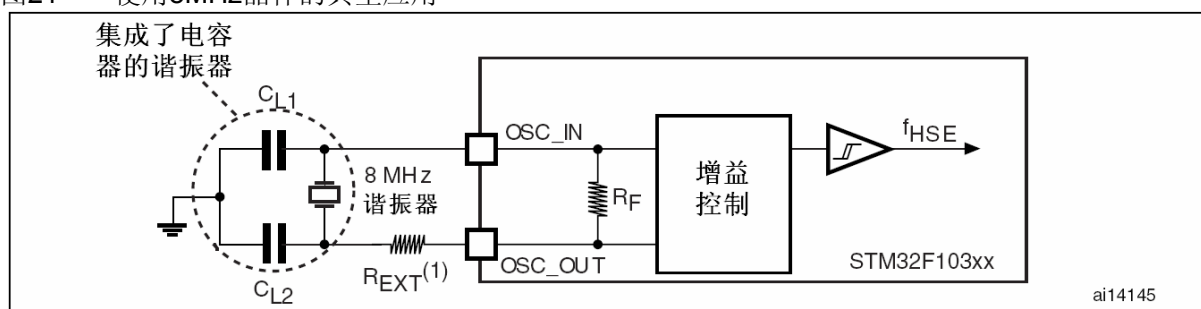 集成了电容
器的谐振器
CL1
OSC_IN
fHSE
8 MHz
谐振器
RF
增益
控制
REXT(1)
OSC_OUT
STM32F103xx
CL2
ai14145